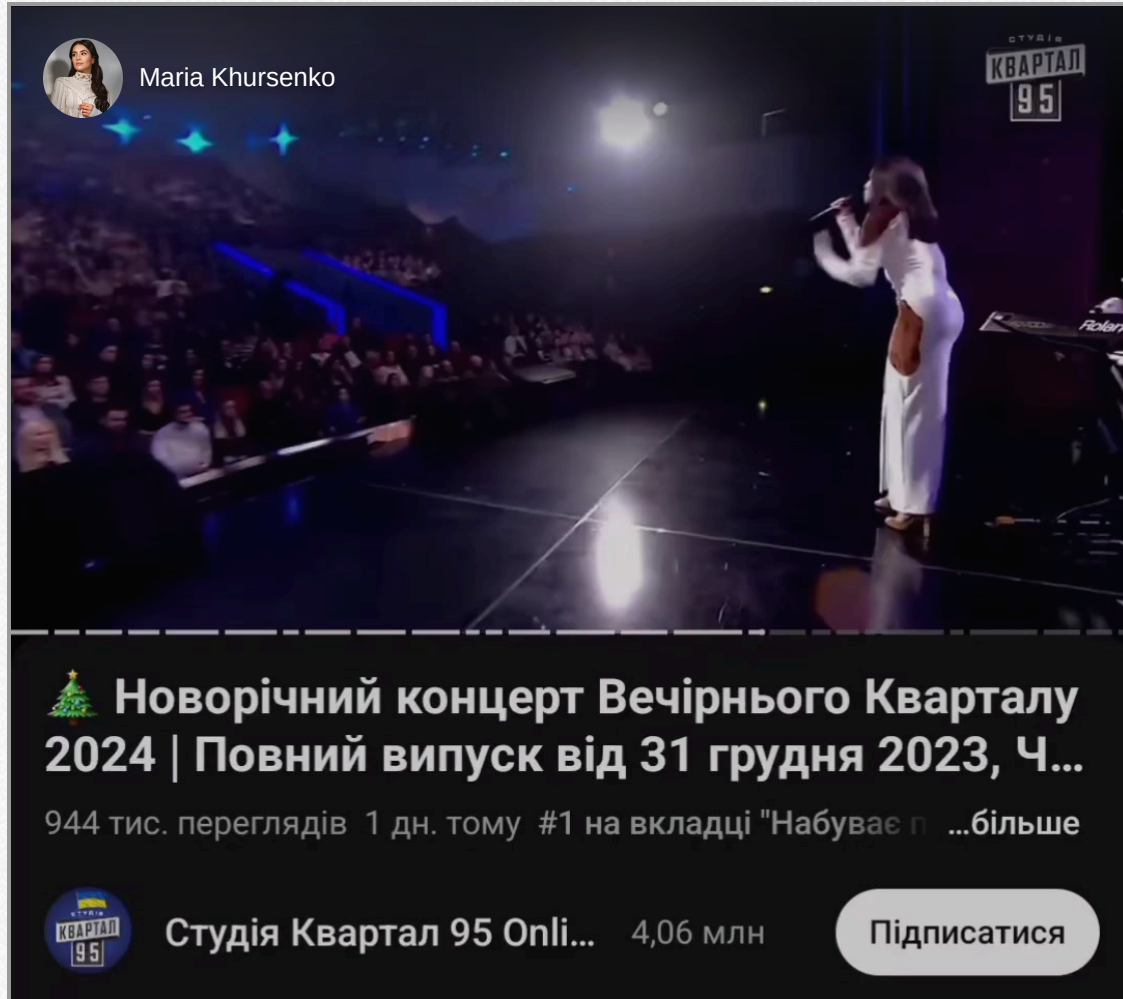 Maria Khursenko
СТУДІЯ
КВАРТАЛ
95
Roland
🎄 Новорічний концерт Вечірнього Кварталу
2024 | Повний випуск від 31 грудня 2023, Ч...
944 тис. переглядів 1 дн. тому #1 на вкладці "Набуває п ...більше
СТУДІЯ
КВАРТАЛ
95
Студія Квартал 95 Onli... 4,06 млн Підписатися